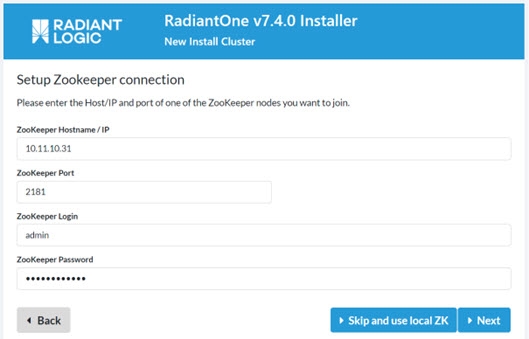 RADIANT
LOGIC
RadiantOne v7.4.0 Installer
New Install Cluster
Setup Zookeeper connection
Please enter the Host/IP and port of one of the ZooKeeper nodes you want to join.
ZooKeeper Hostname / IP
10.11.10.31
ZooKeeper Port
2181
ZooKeeper Login
admin
ZooKeeper Password
••••••••••••
Back
Skip and use local ZK
Next